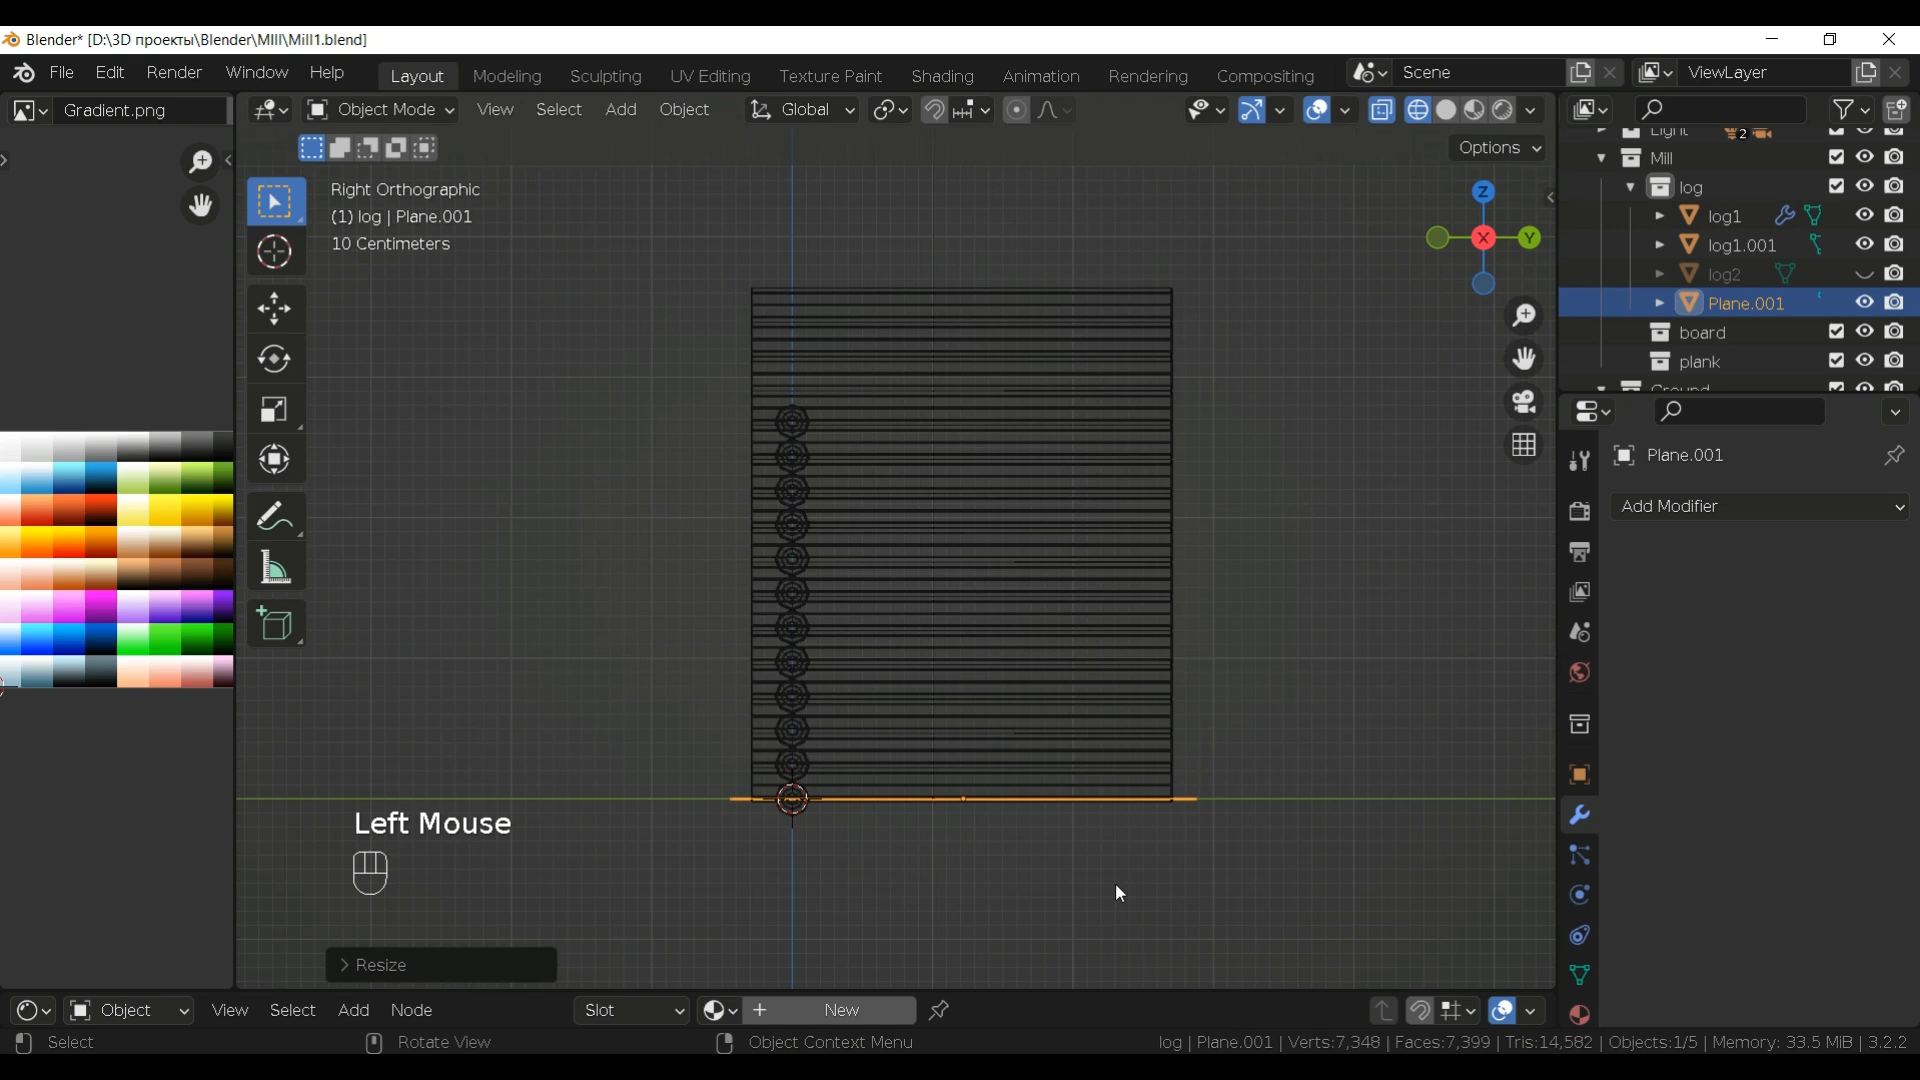 Blender* [D:\3D проекты\Blender\MIll\Mill1.blend]
File Edit Render Window Help Layout Modeling Sculpting UV Editing Texture Paint Shading Animation Rendering Compositing Scene ViewLayer
Gradient.png Object Mode View Select Add Object Global
Options
Right Orthographic
(1) log | Plane.001
10 Centimeters
Z
X
Y
Light 2
Mill
log
log1
log1.001
log2
Plane.001
board
plank
Ground
Plane.001
Add Modifier
Left Mouse
Resize
Object View Select Add Node Slot New
Select Rotate View Object Context Menu log | Plane.001 | Verts:7,348 | Faces:7,399 | Tris:14,582 | Objects:1/5 | Memory: 33.5 MiB | 3.2.2